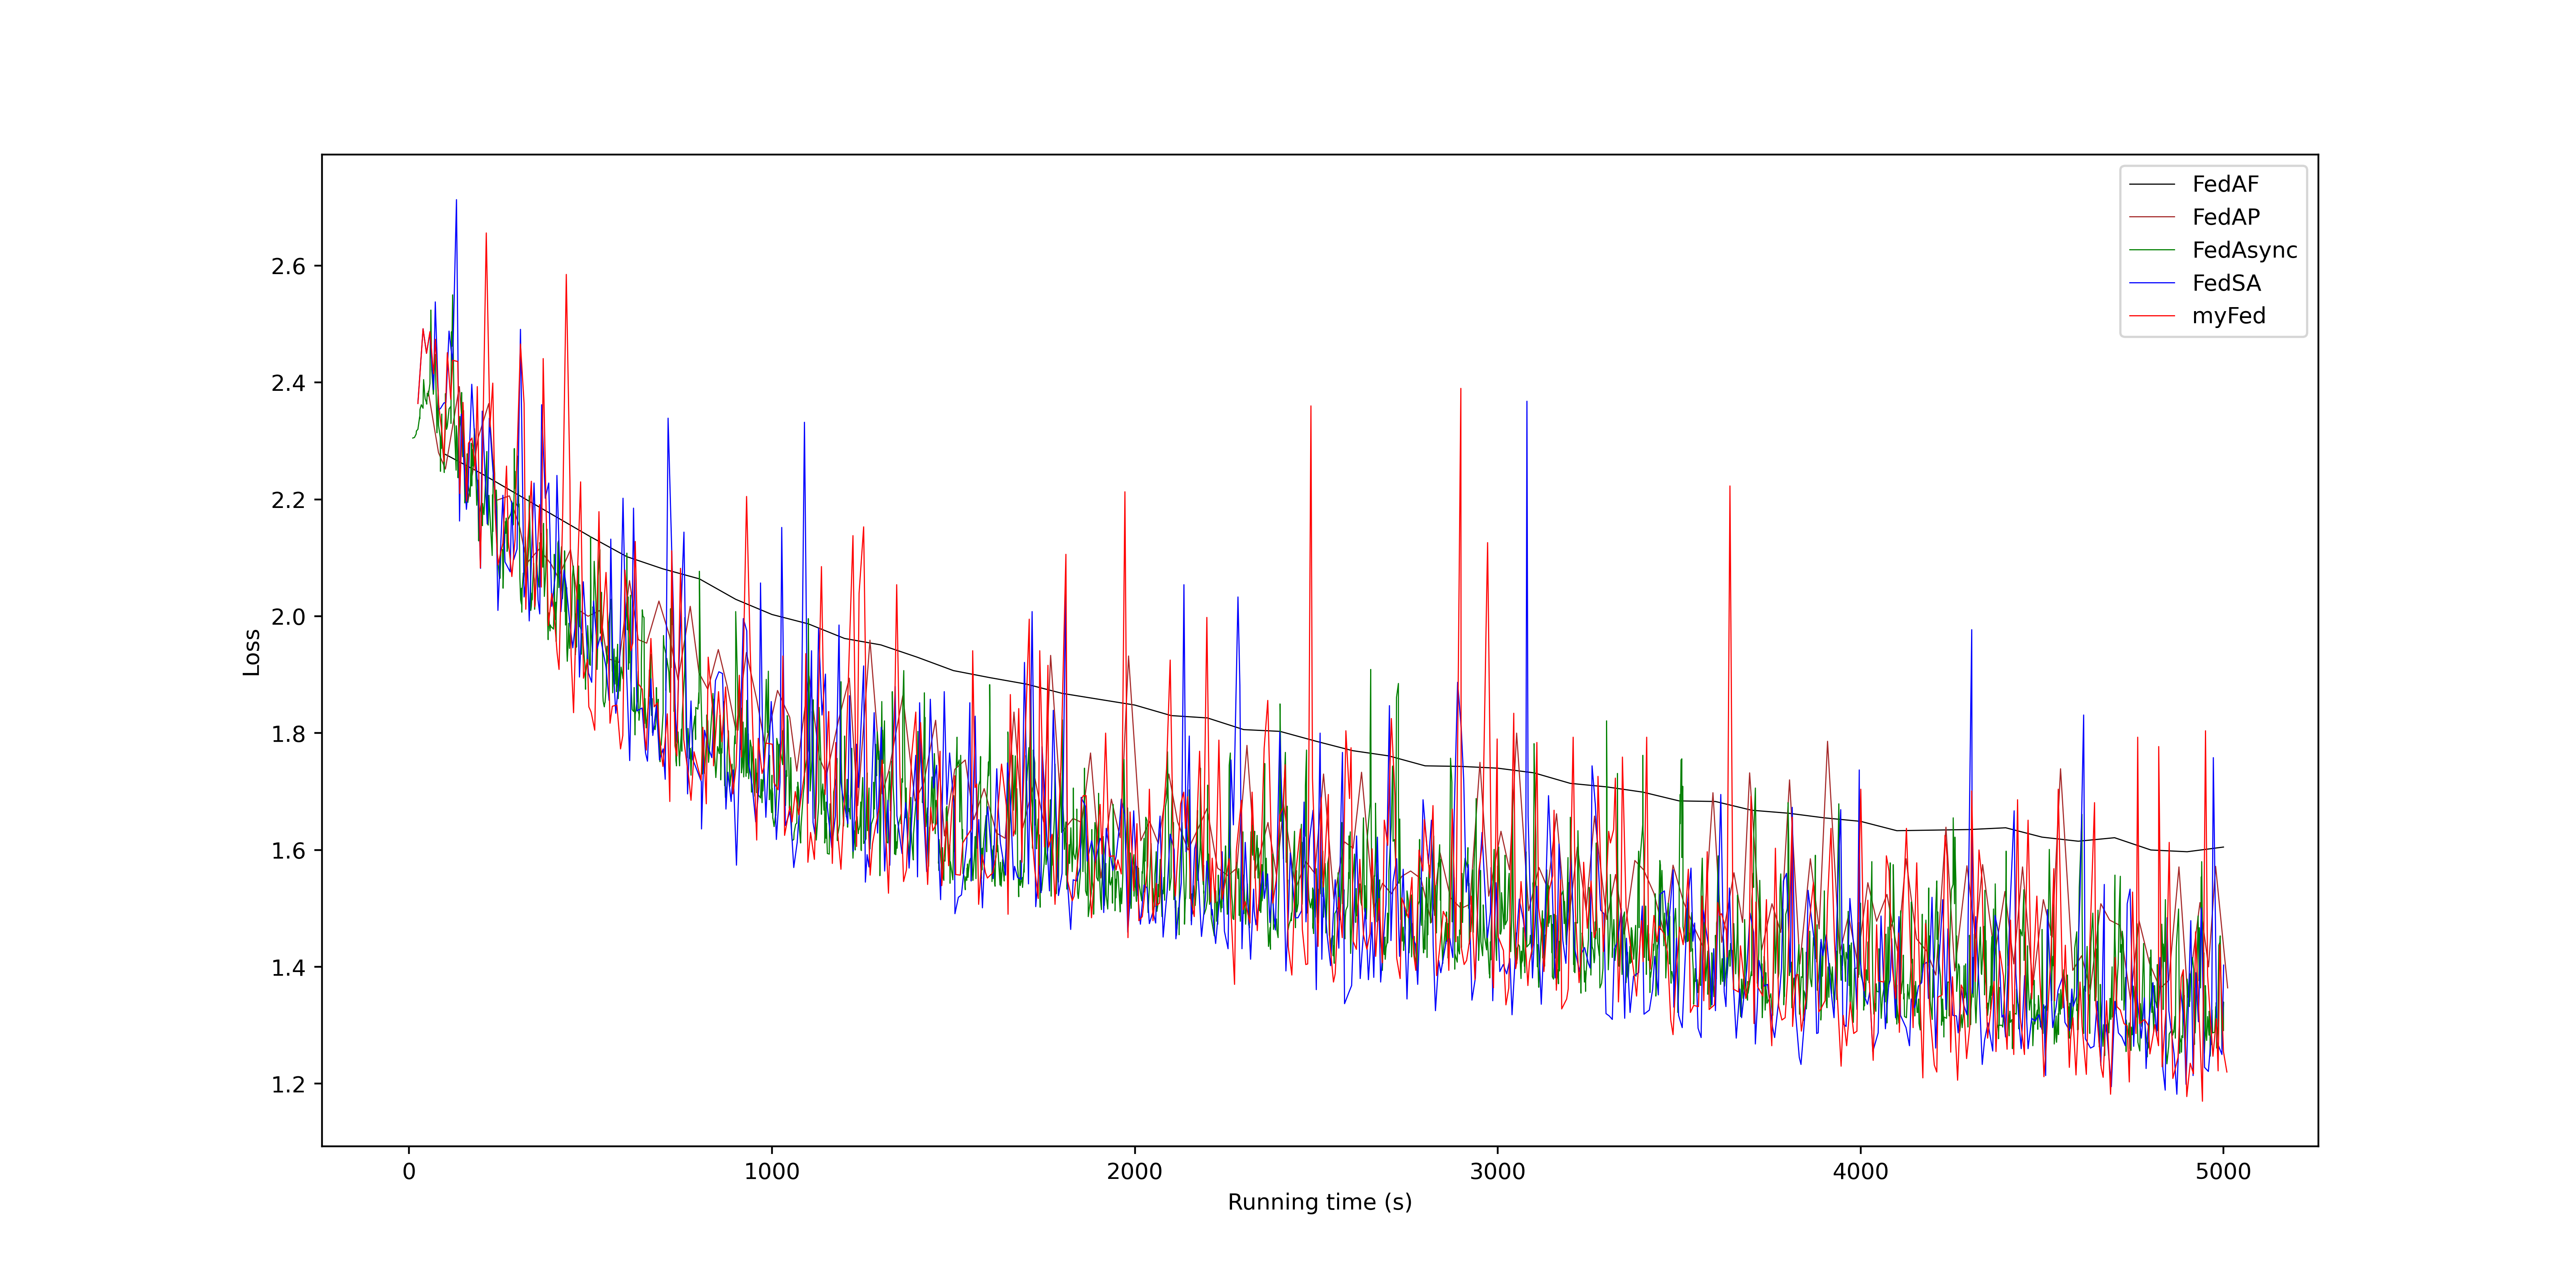 FedAF
FedAP
FedAsync
FedSA
myFed
2.6
2.4
2.2
2.0
1.8
1.6
1.4
1.2
Loss
0 1000 2000 3000 4000 5000
Running time (s)